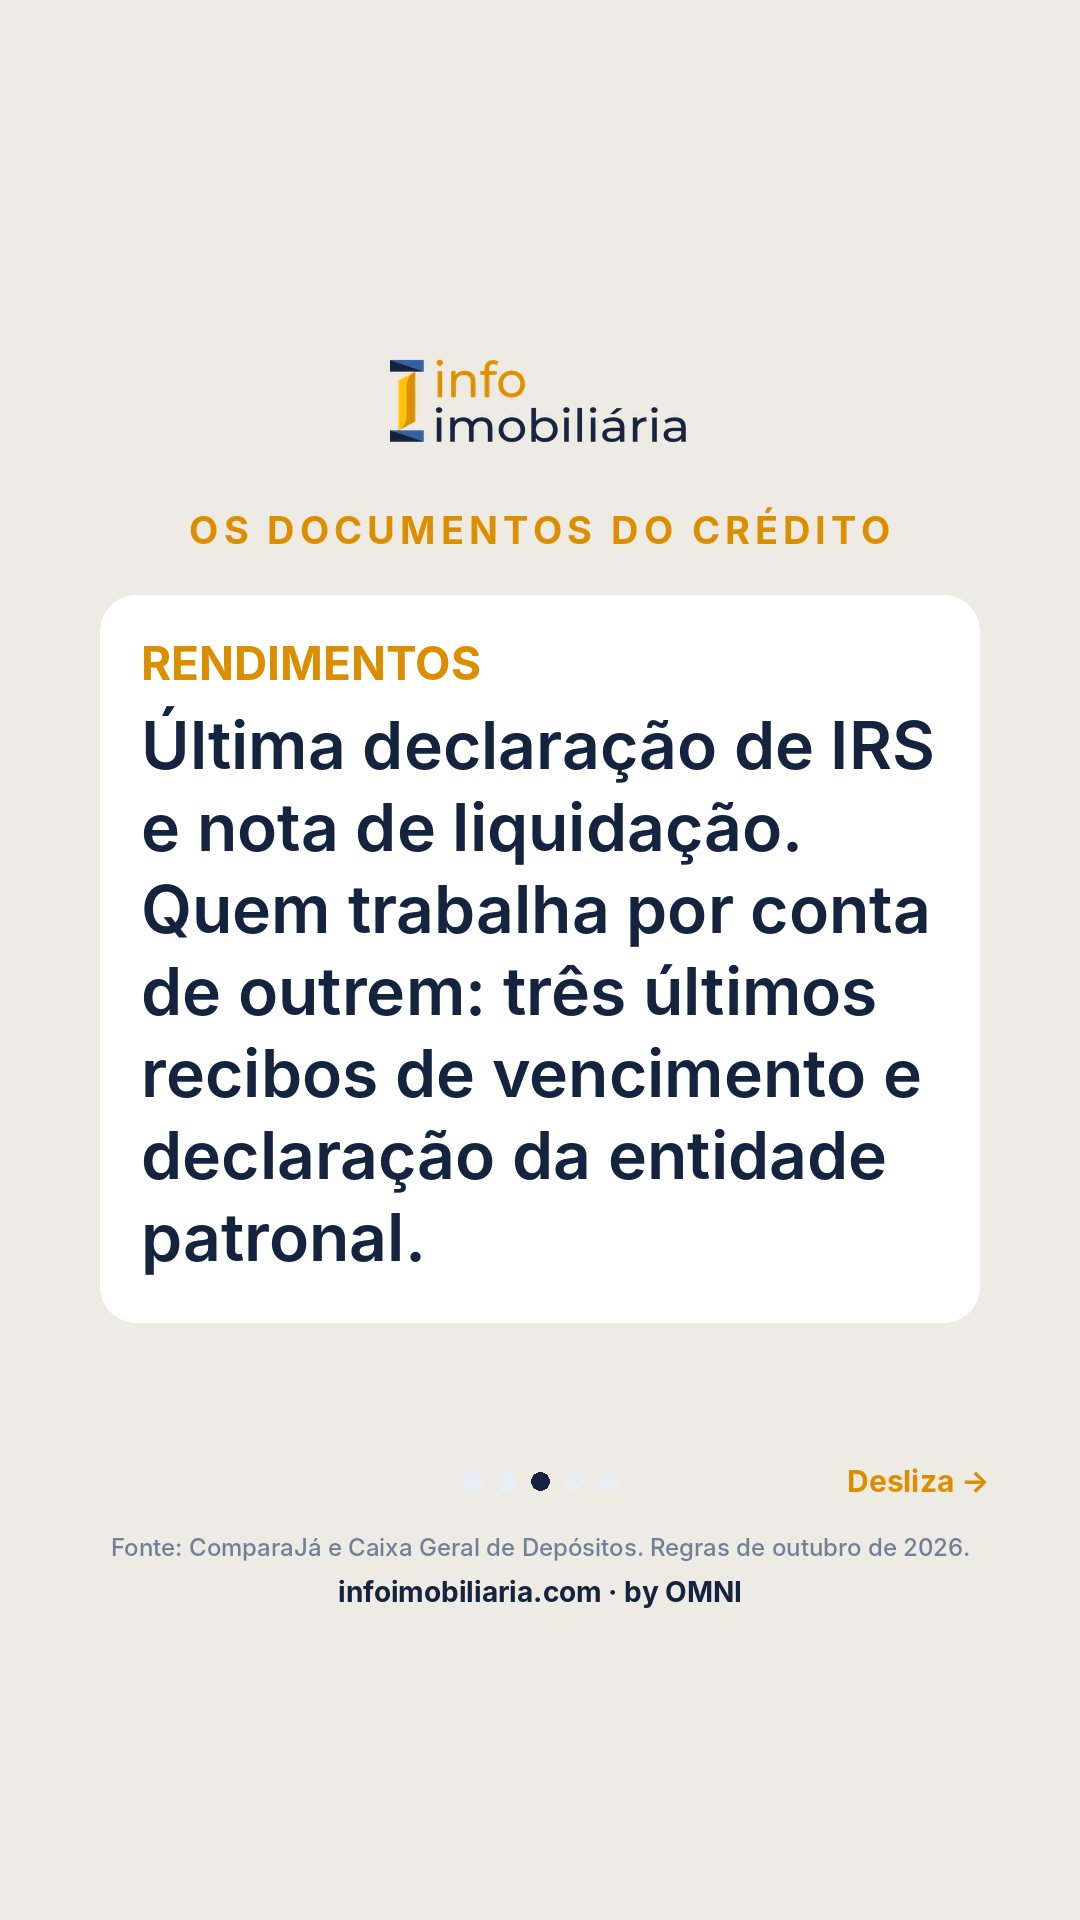 info
imobiliária
OS DOCUMENTOS DO CRÉDITO
RENDIMENTOS
Última declaração de IRS
e nota de liquidação.
Quem trabalha por conta
de outrem: três últimos
recibos de vencimento e
declaração da entidade
patronal.
Desliza →
Fonte: ComparaJá e Caixa Geral de Depósitos. Regras de outubro de 2026.
infoimobiliaria.com · by OMNI